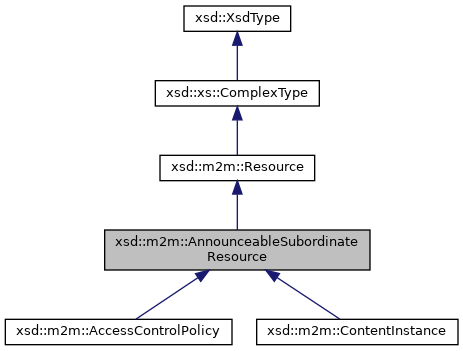 xsd::XsdType
xsd::xs::ComplexType
xsd::m2m::Resource
xsd::m2m::AnnounceableSubordinate
Resource
xsd::m2m::AccessControlPolicy
xsd::m2m::ContentInstance